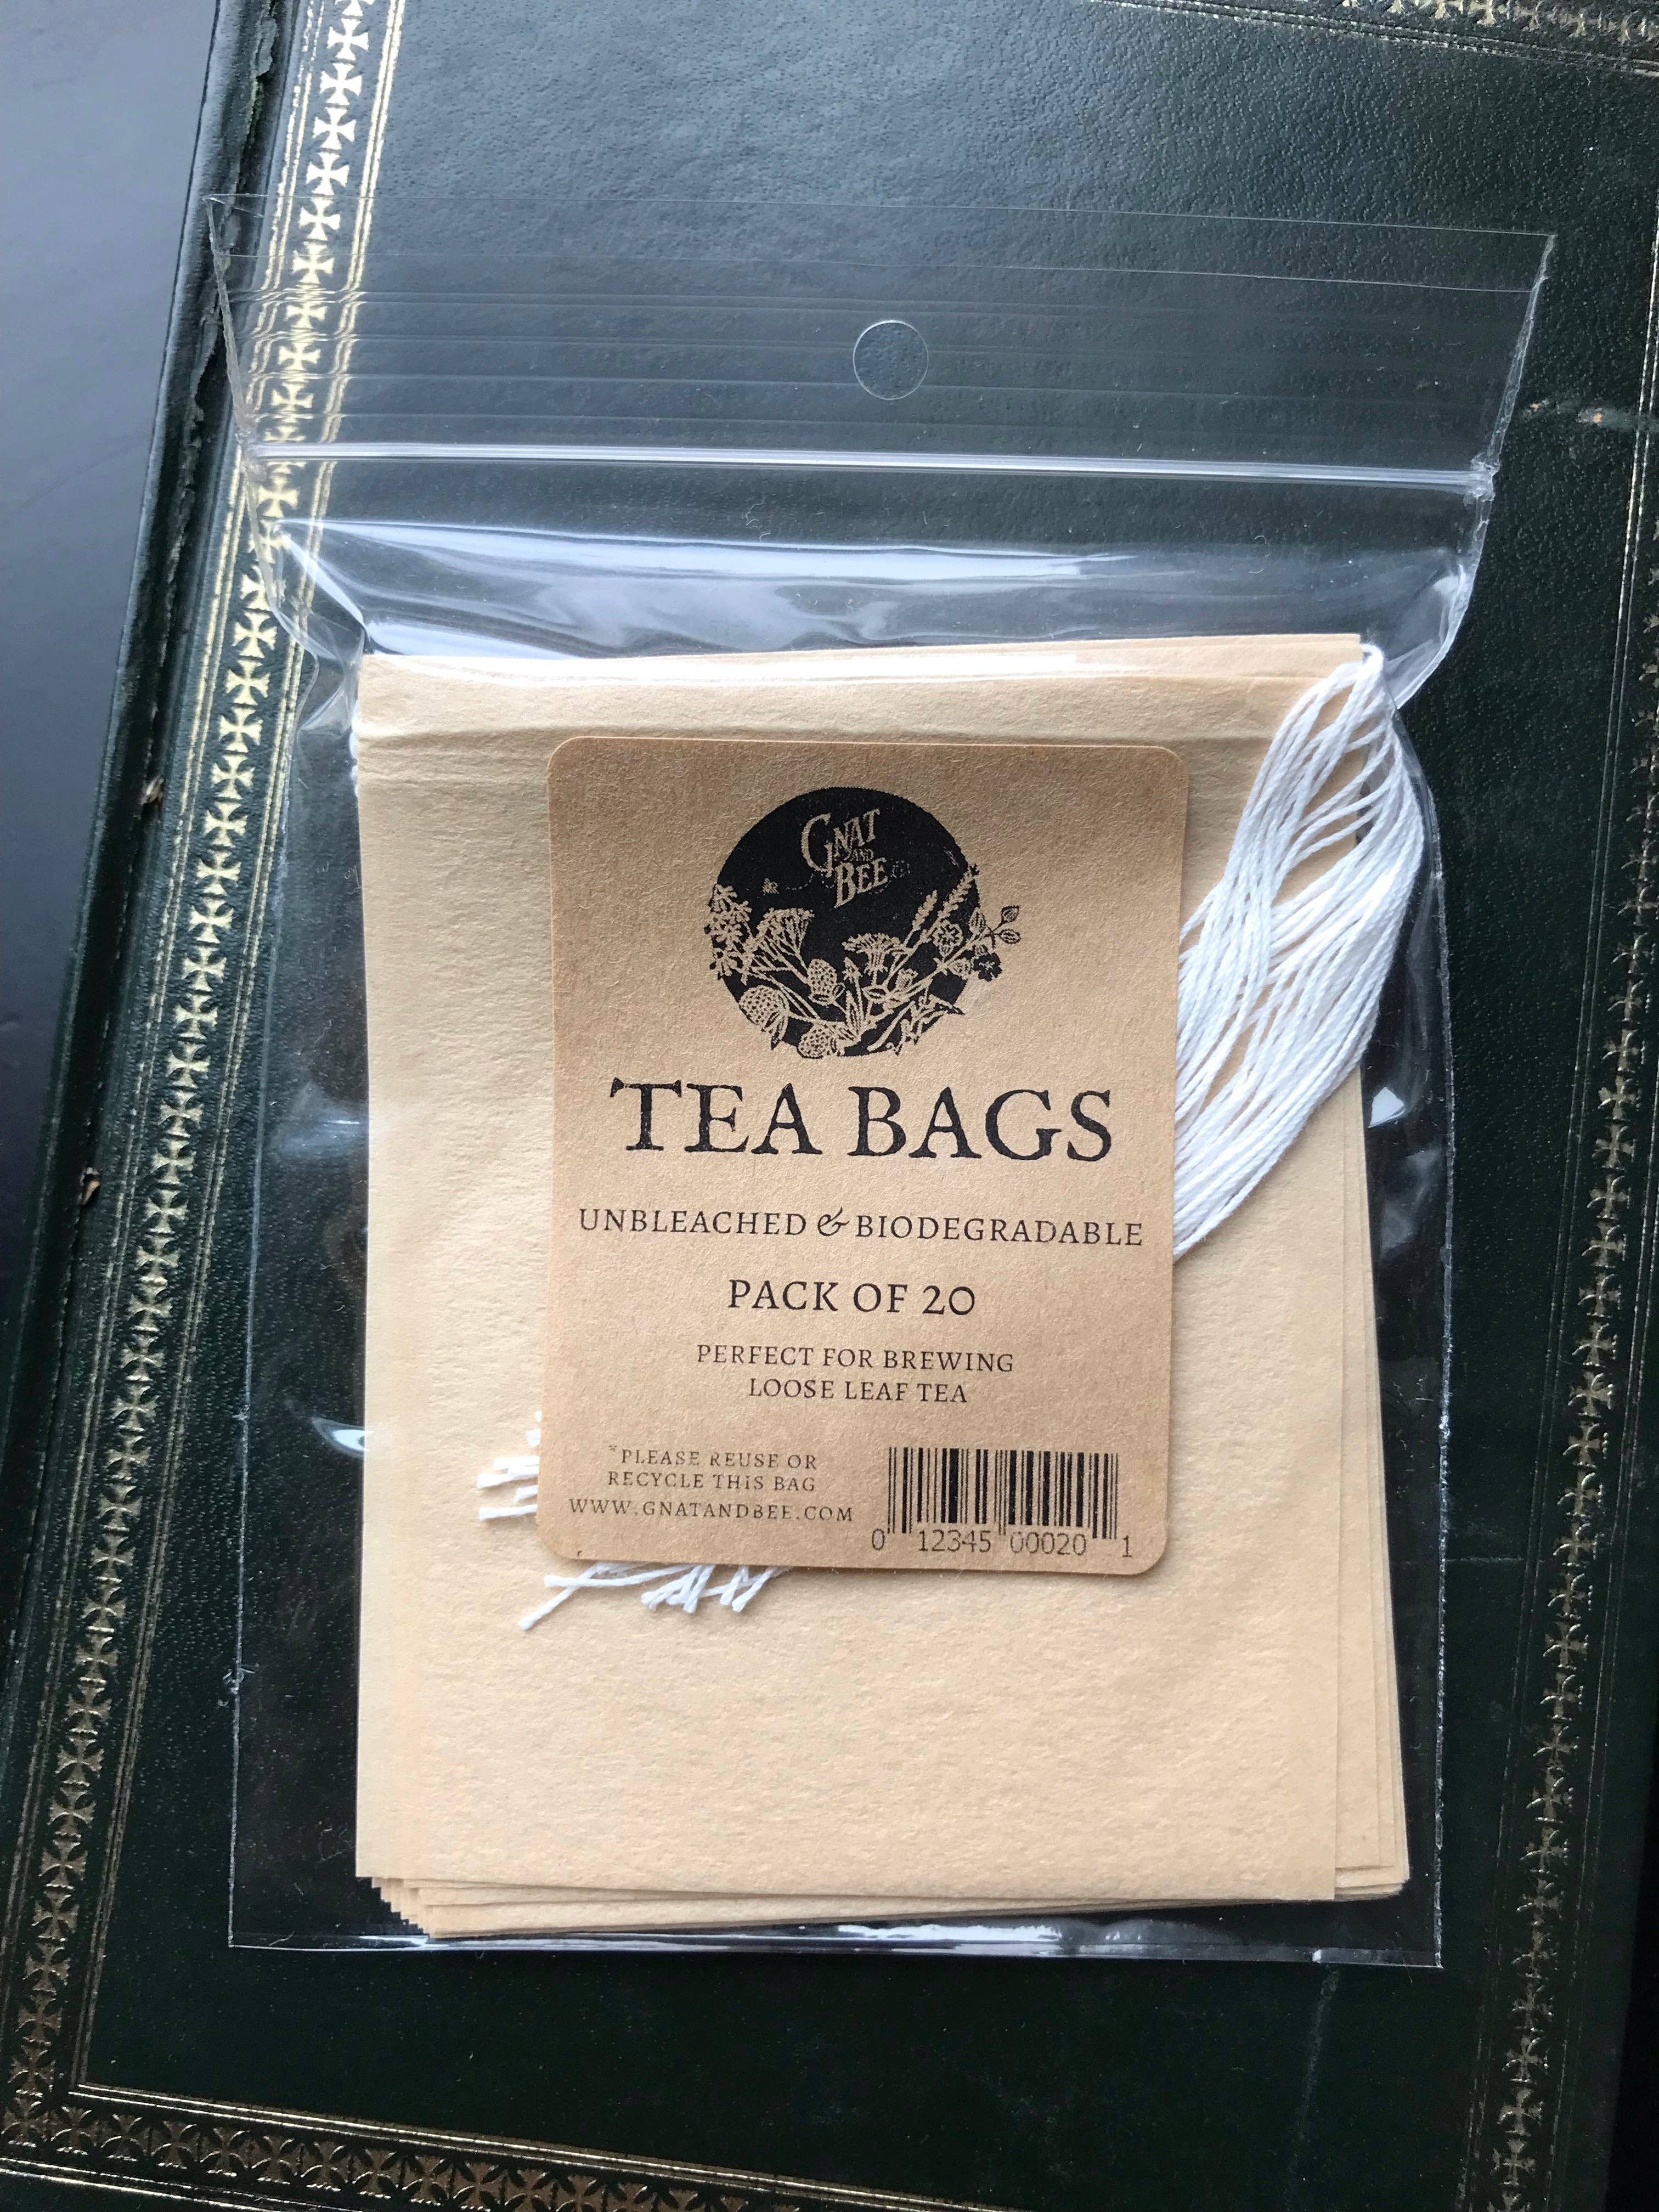 GNAT
AND
BEE
TEA BAGS
UNBLEACHED & BIODEGRADABLE
PACK OF 20
PERFECT FOR BREWING
LOOSE LEAF TEA
*PLEASE REUSE OR
RECYCLE THIS BAG
WWW.GNATANDBEE.COM
0 12345 00020 1